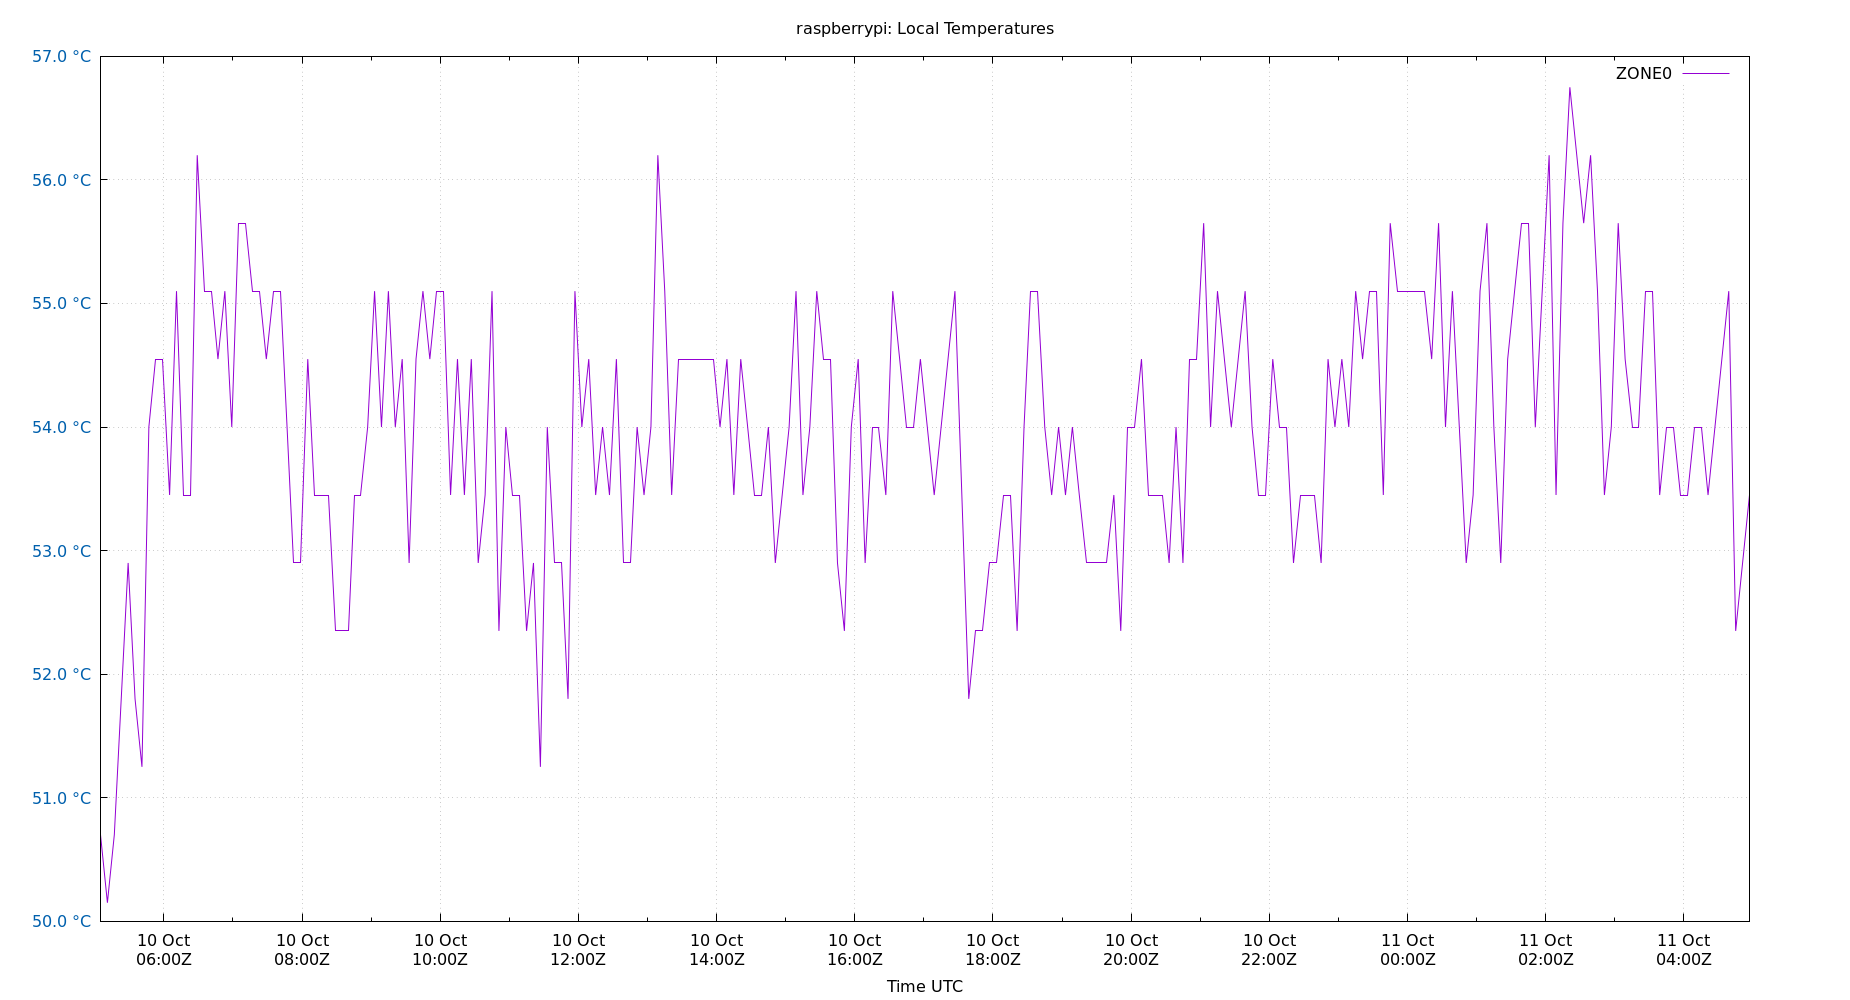 raspberrypi: Local Temperatures
57.0 °C
ZONE0
56.0 °C
55.0 °C
54.0 °C
53.0 °C
52.0 °C
51.0 °C
50.0 °C
10 Oct 10 Oct 10 Oct 10 Oct 10 Oct 10 Oct 10 Oct 10 Oct 10 Oct 11 Oct 11 Oct 11 Oct
06:00Z 08:00Z 10:00Z 12:00Z 14:00Z 16:00Z 18:00Z 20:00Z 22:00Z 00:00Z 02:00Z 04:00Z
Time UTC